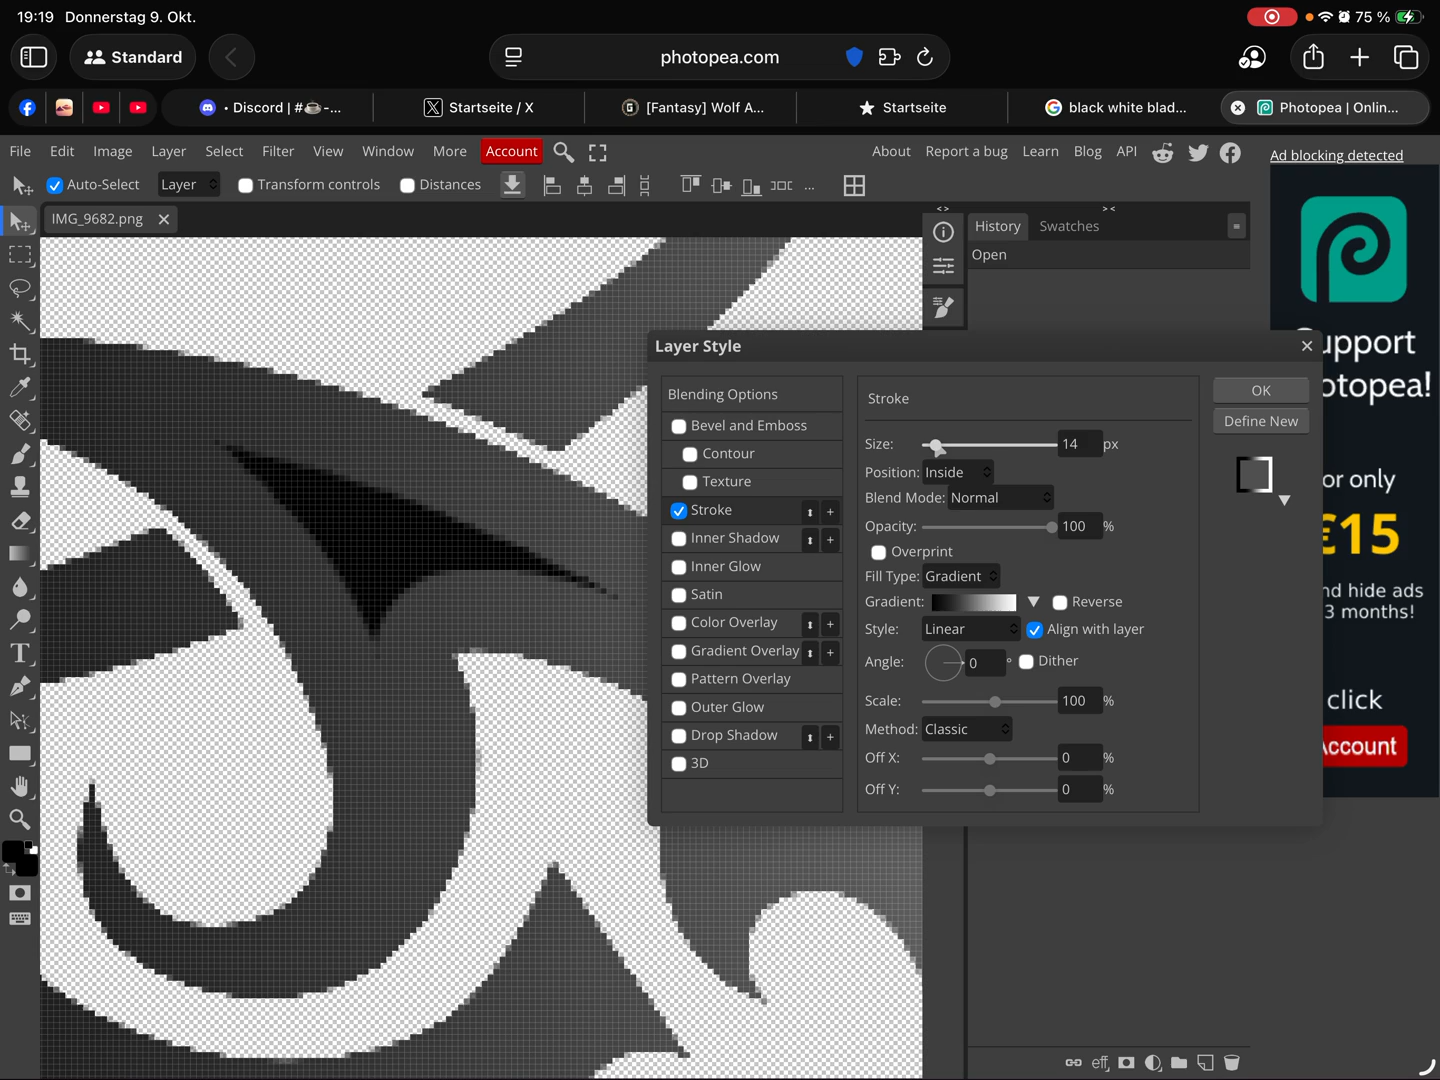 19:19 Donnerstag 9. Okt.
75 %
Standard
photopea.com
• Discord | #☕-...
Startseite / X
[Fantasy] Wolf A...
Startseite
black white blad...
Photopea | Onlin...
File Edit Image Layer Select Filter View Window More Account
About Report a bug Learn Blog API
Ad blocking detected
Auto-Select Layer Transform controls Distances
...
IMG_9682.png
< > > <
History Swatches
Open
Layer Style
Blending Options
Bevel and Emboss
Contour
Texture
Stroke
Inner Shadow
Inner Glow
Satin
Color Overlay
Gradient Overlay
Pattern Overlay
Outer Glow
Drop Shadow
3D
Stroke
Size: 14 px
Position: Inside
Blend Mode: Normal
Opacity: 100 %
Overprint
Fill Type: Gradient
Gradient: Reverse
Style: Linear Align with layer
Angle: 0 ° Dither
Scale: 100 %
Method: Classic
Off X: 0 %
Off Y: 0 %
OK
Define New
upport
otopea!
or only
€15
nd hide ads
3 months!
click
Account
T
eff